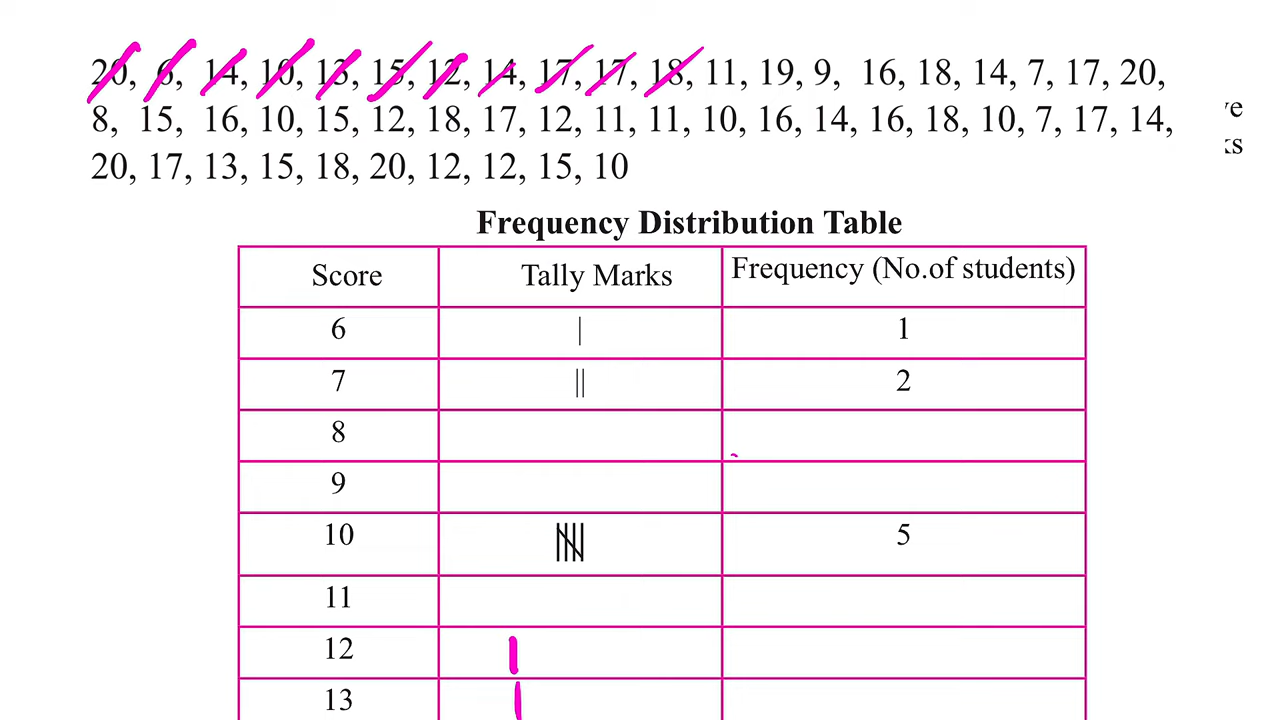 20, 6, 14, 10, 13, 15, 12, 14, 17, 17, 18, 11, 19, 9, 16, 18, 14, 7, 17, 20,
8, 15, 16, 10, 15, 12, 18, 17, 12, 11, 11, 10, 16, 14, 16, 18, 10, 7, 17, 14,
20, 17, 13, 15, 18, 20, 12, 12, 15, 10
Frequency Distribution Table
Score Tally Marks Frequency (No.of students)
6 | 1
7 || 2
8
9
10 5
11
12 |
13 |